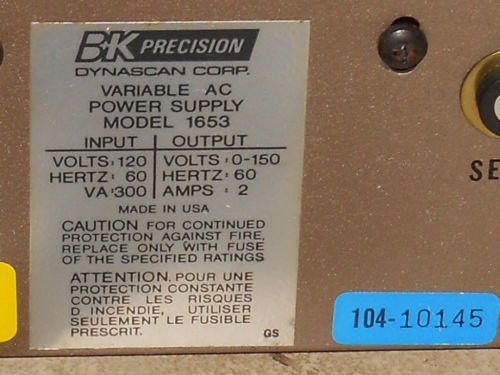 B+K PRECISION
DYNASCAN CORP.
VARIABLE AC
POWER SUPPLY
MODEL 1653
INPUT OUTPUT
VOLTS: 120 VOLTS: 0-150
HERTZ: 60 HERTZ: 60
VA: 300 AMPS: 2
MADE IN USA
CAUTION FOR CONTINUED
PROTECTION AGAINST FIRE,
REPLACE ONLY WITH FUSE
OF THE SPECIFIED RATINGS
ATTENTION. POUR UNE
PROTECTION CONSTANTE
CONTRE LES RISQUES
D INCENDIE, UTILISER
SEULEMENT LE FUSIBLE
PRESCRIT.
GS
SE
104-10145